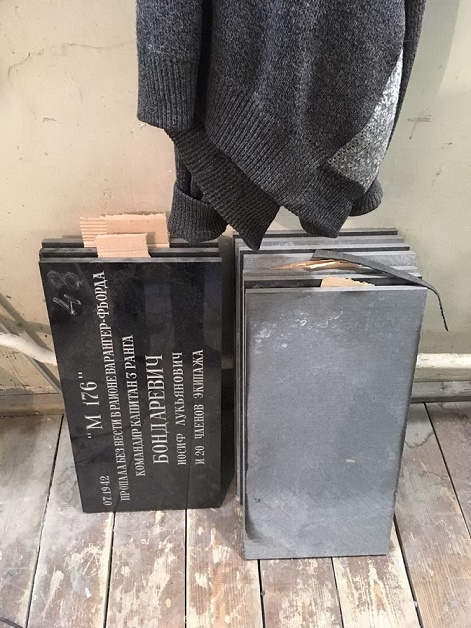 43
"М 176"
07.1942
ПРОПАЛА БЕЗ ВЕСТИ В РАЙОНЕ ВАРАНГЕР-ФЬОРДА
КОМАНДИР КАПИТАН 3 РАНГА
БОНДАРЕВИЧ
ИОСИФ ЛУКЬЯНОВИЧ
И 20 ЧЛЕНОВ ЭКИПАЖА